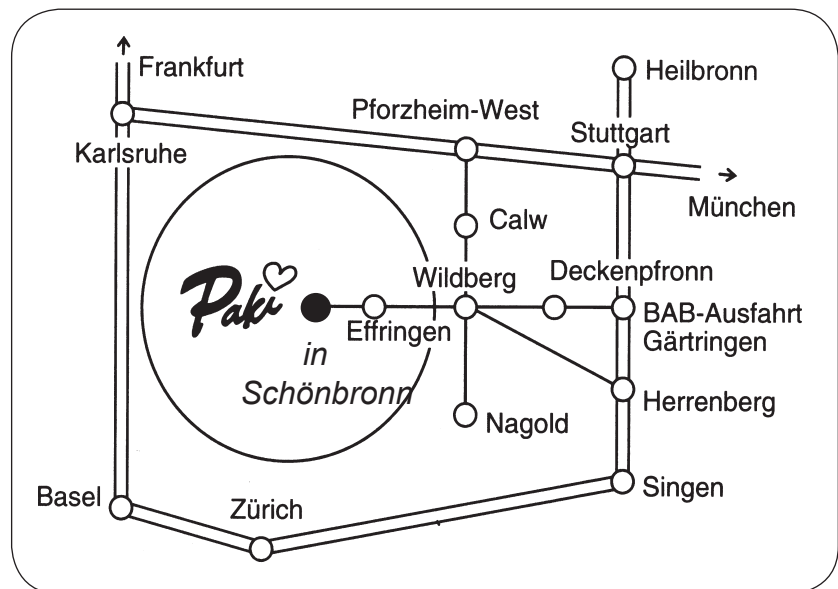 Frankfurt
Heilbronn
Pforzheim-West
Stuttgart
Karlsruhe
München
Calw
Wildberg
Deckenpfronn
Paki
Effringen
BAB-Ausfahrt
Gärtringen
in
Schönbronn
Herrenberg
Nagold
Singen
Basel
Zürich